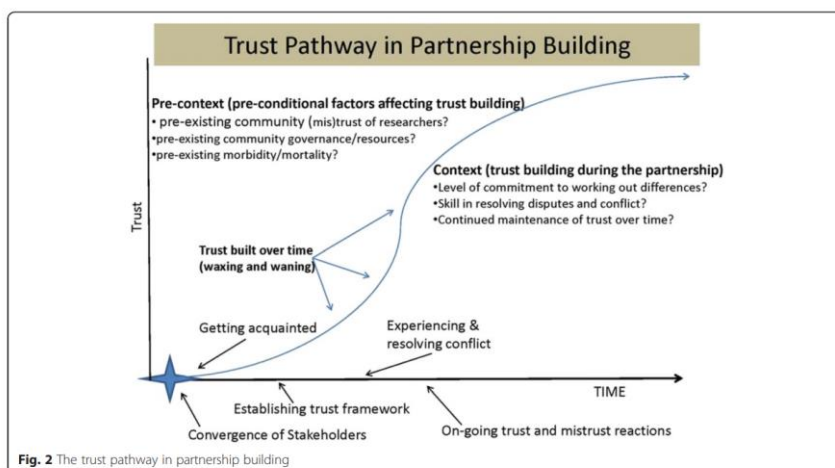 Trust Pathway in Partnership Building
Pre-context (pre-conditional factors affecting trust building)
• pre-existing community (mis)trust of researchers?
•pre-existing community governance/resources?
•pre-existing morbidity/mortality?
Context (trust building during the partnership)
•Level of commitment to working out differences?
•Skill in resolving disputes and conflict?
•Continued maintenance of trust over time?
Trust
Trust built over time
(waxing and waning)
Getting acquainted
Experiencing &
resolving conflict
TIME
Establishing trust framework
Convergence of Stakeholders
On-going trust and mistrust reactions
Fig. 2 The trust pathway in partnership building